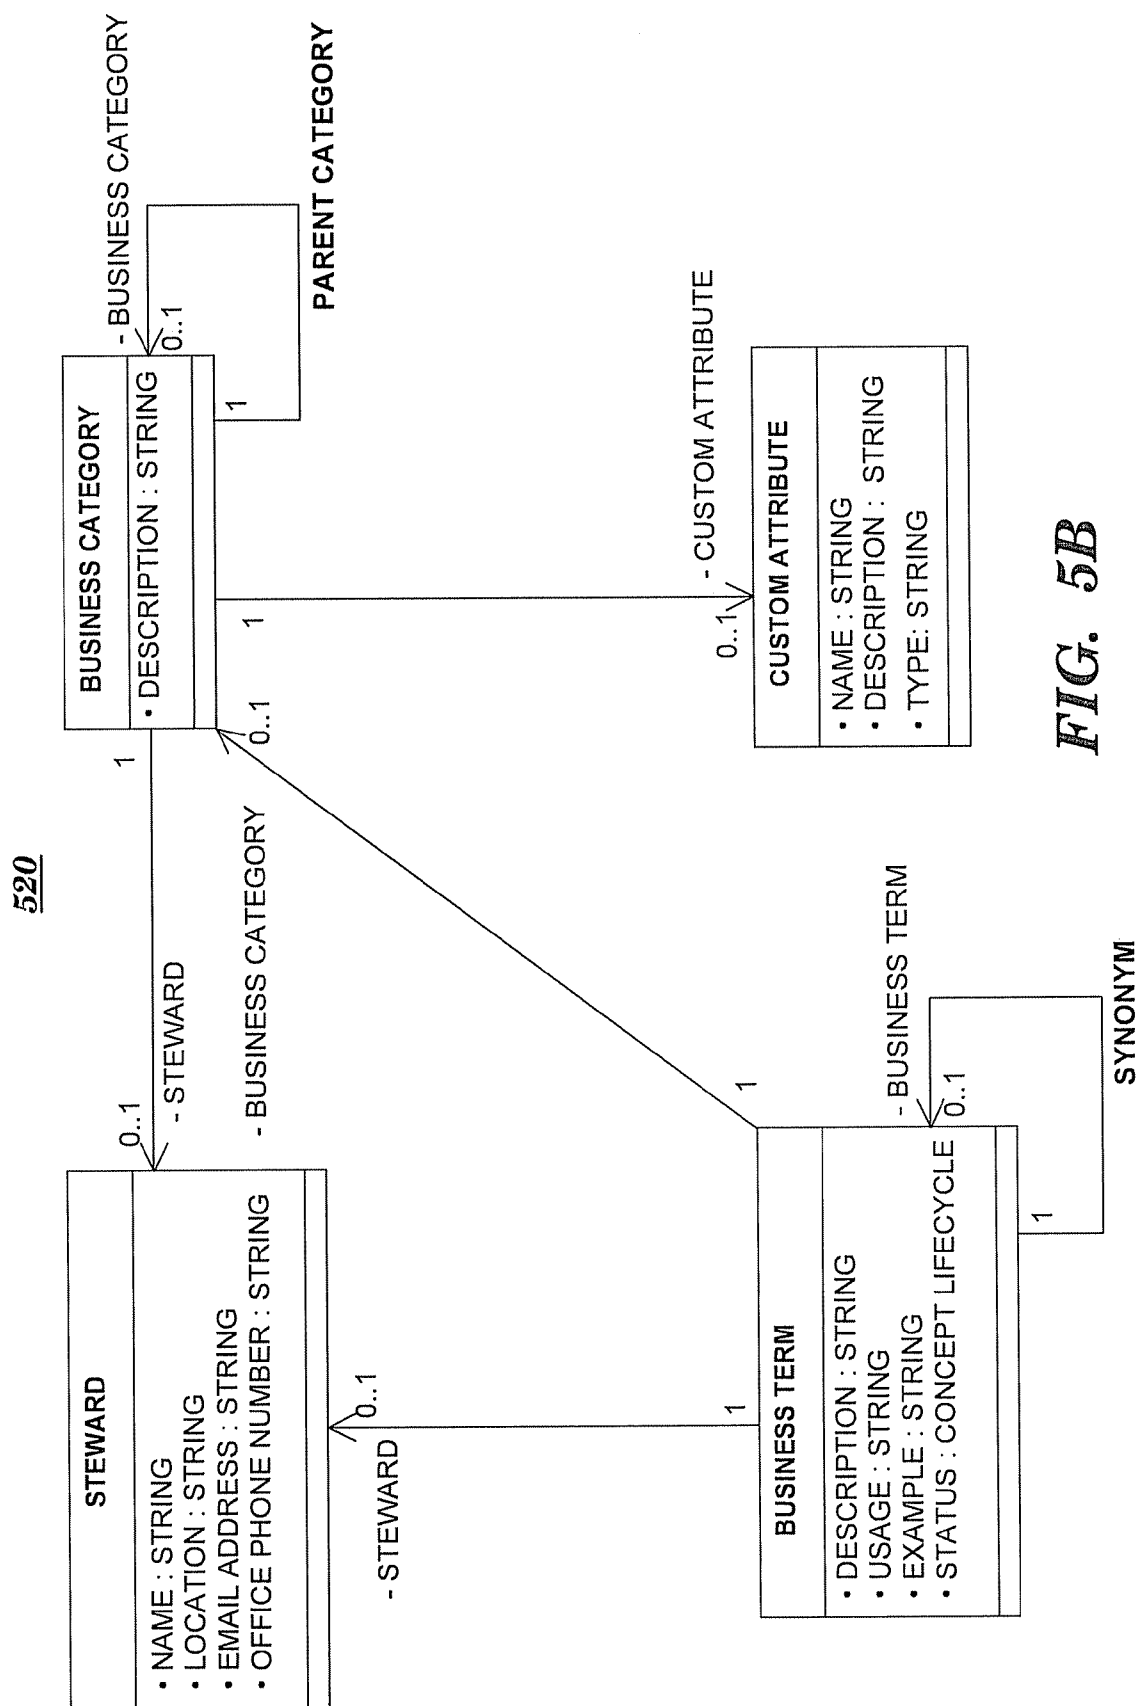 520
STEWARD
• NAME : STRING
• LOCATION : STRING
• EMAIL ADDRESS : STRING
• OFFICE PHONE NUMBER : STRING
0..1
- STEWARD
1
- BUSINESS CATEGORY
BUSINESS CATEGORY
• DESCRIPTION : STRING
- BUSINESS CATEGORY
0..1
1
PARENT CATEGORY
0..1
1
- STEWARD
0..1
1
1
- CUSTOM ATTRIBUTE
0..1
BUSINESS TERM
• DESCRIPTION : STRING
• USAGE : STRING
• EXAMPLE : STRING
• STATUS : CONCEPT LIFECYCLE
- BUSINESS TERM
0..1
1
SYNONYM
CUSTOM ATTRIBUTE
• NAME : STRING
• DESCRIPTION : STRING
• TYPE: STRING
FIG. 5B